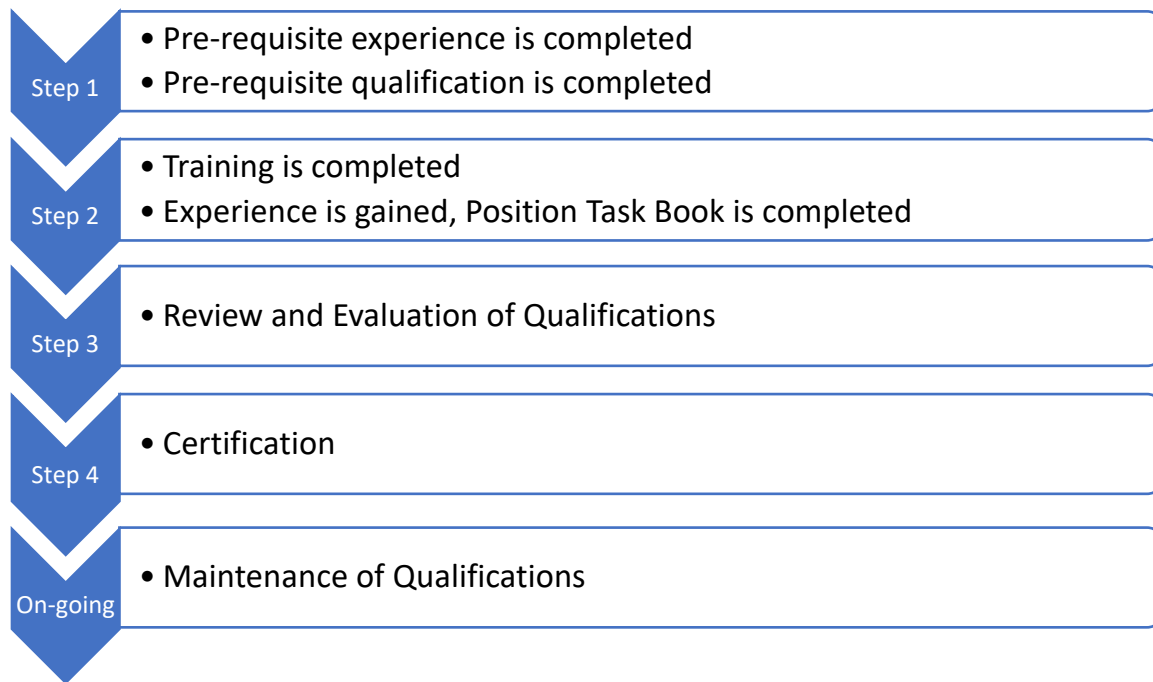 Step 1
• Pre-requisite experience is completed
• Pre-requisite qualification is completed
Step 2
• Training is completed
• Experience is gained, Position Task Book is completed
Step 3
• Review and Evaluation of Qualifications
Step 4
• Certification
On-going
• Maintenance of Qualifications